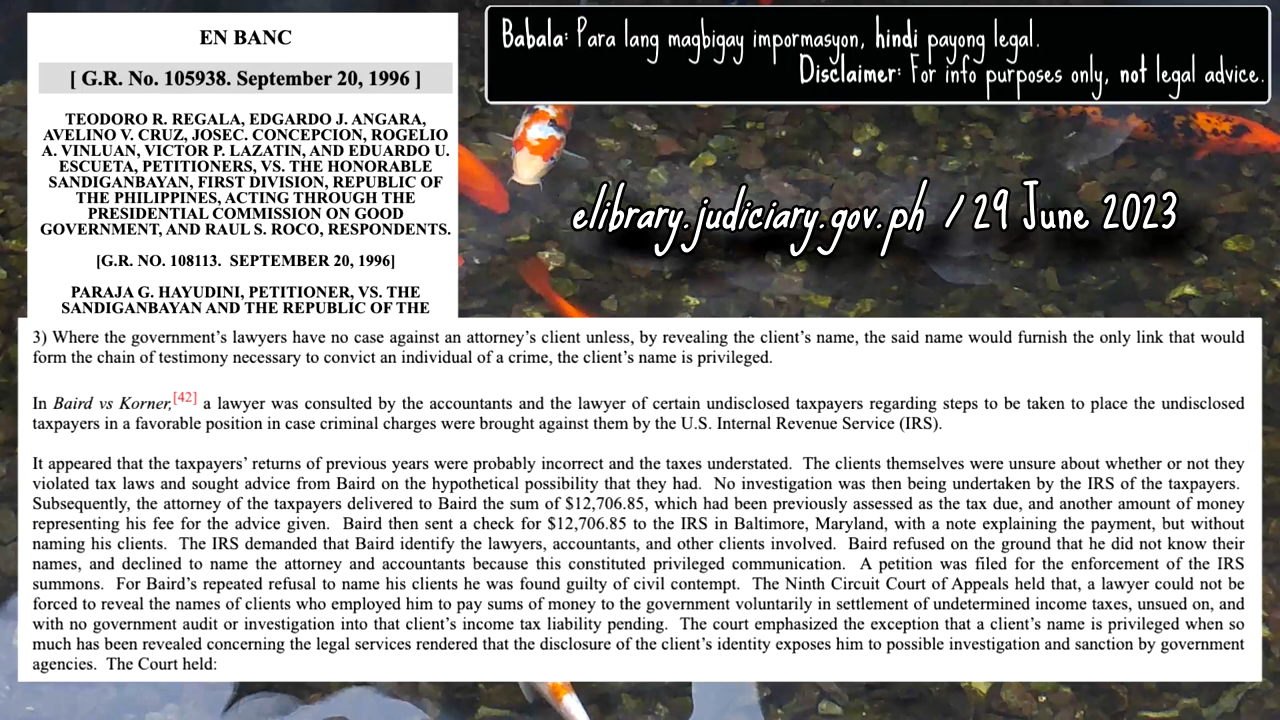 EN BANC
[ G.R. No. 105938. September 20, 1996 ]
TEODORO R. REGALA, EDGARDO J. ANGARA,
AVELINO V. CRUZ, JOSEC. CONCEPCION, ROGELIO
A. VINLUAN, VICTOR P. LAZATIN, AND EDUARDO U.
ESCUETA, PETITIONERS, VS. THE HONORABLE
SANDIGANBAYAN, FIRST DIVISION, REPUBLIC OF
THE PHILIPPINES, ACTING THROUGH THE
PRESIDENTIAL COMMISSION ON GOOD
GOVERNMENT, AND RAUL S. ROCO, RESPONDENTS.
[G.R. NO. 108113. SEPTEMBER 20, 1996]
PARAJA G. HAYUDINI, PETITIONER, VS. THE
SANDIGANBAYAN AND THE REPUBLIC OF THE
Babala: Para lang magbigay impormasyon, hindi payong legal.
Disclaimer: For info purposes only, not legal advice.
elibrary.judiciary.gov.ph / 29 June 2023
3) Where the government's lawyers have no case against an attorney's client unless, by revealing the client's name, the said name would furnish the only link that would
form the chain of testimony necessary to convict an individual of a crime, the client's name is privileged.
In Baird vs Korner,[42] a lawyer was consulted by the accountants and the lawyer of certain undisclosed taxpayers regarding steps to be taken to place the undisclosed
taxpayers in a favorable position in case criminal charges were brought against them by the U.S. Internal Revenue Service (IRS).
It appeared that the taxpayers' returns of previous years were probably incorrect and the taxes understated. The clients themselves were unsure about whether or not they
violated tax laws and sought advice from Baird on the hypothetical possibility that they had. No investigation was then being undertaken by the IRS of the taxpayers.
Subsequently, the attorney of the taxpayers delivered to Baird the sum of $12,706.85, which had been previously assessed as the tax due, and another amount of money
representing his fee for the advice given. Baird then sent a check for $12,706.85 to the IRS in Baltimore, Maryland, with a note explaining the payment, but without
naming his clients. The IRS demanded that Baird identify the lawyers, accountants, and other clients involved. Baird refused on the ground that he did not know their
names, and declined to name the attorney and accountants because this constituted privileged communication. A petition was filed for the enforcement of the IRS
summons. For Baird's repeated refusal to name his clients he was found guilty of civil contempt. The Ninth Circuit Court of Appeals held that, a lawyer could not be
forced to reveal the names of clients who employed him to pay sums of money to the government voluntarily in settlement of undetermined income taxes, unsued on, and
with no government audit or investigation into that client's income tax liability pending. The court emphasized the exception that a client's name is privileged when so
much has been revealed concerning the legal services rendered that the disclosure of the client's identity exposes him to possible investigation and sanction by government
agencies. The Court held: